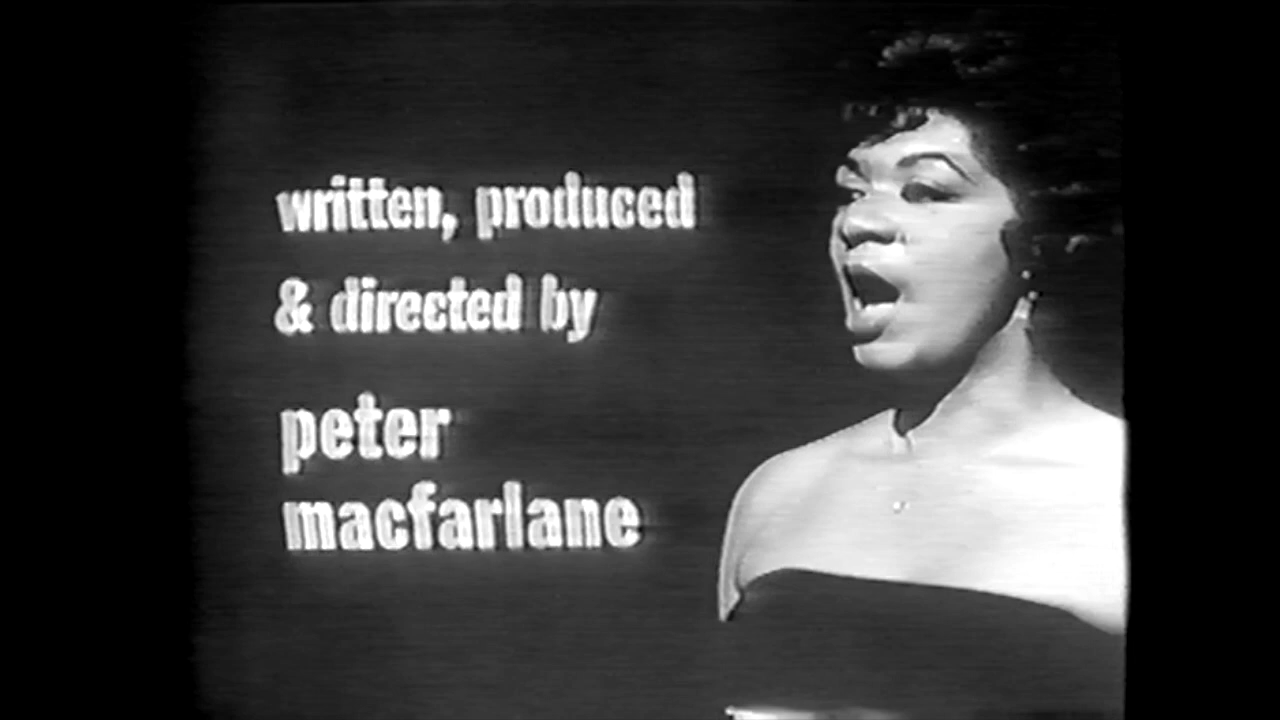 written, produced
& directed by
peter
macfarlane